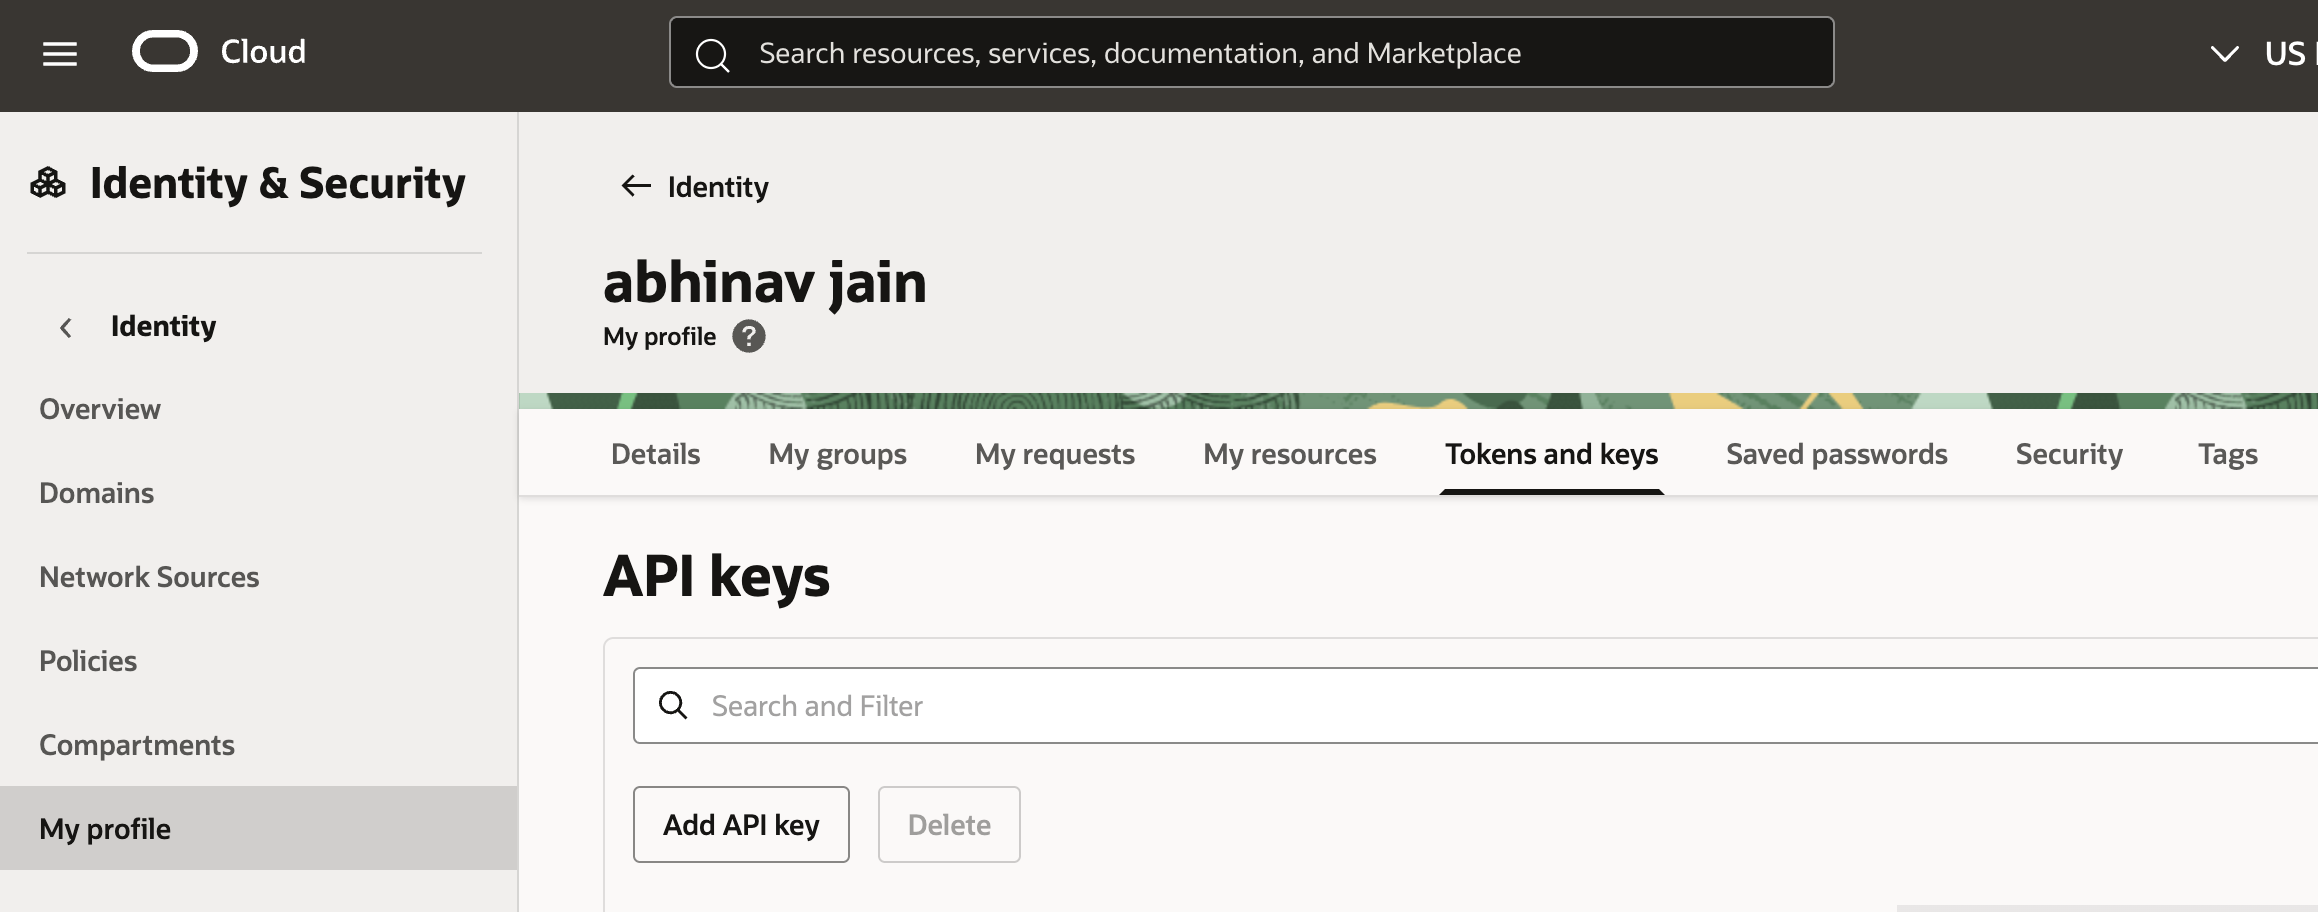 Cloud
Search resources, services, documentation, and Marketplace
US
Identity & Security
Identity
Overview
Domains
Network Sources
Policies
Compartments
My profile
Identity
abhinav jain
My profile ?
Details My groups My requests My resources Tokens and keys Saved passwords Security Tags
API keys
Search and Filter
Add API key Delete